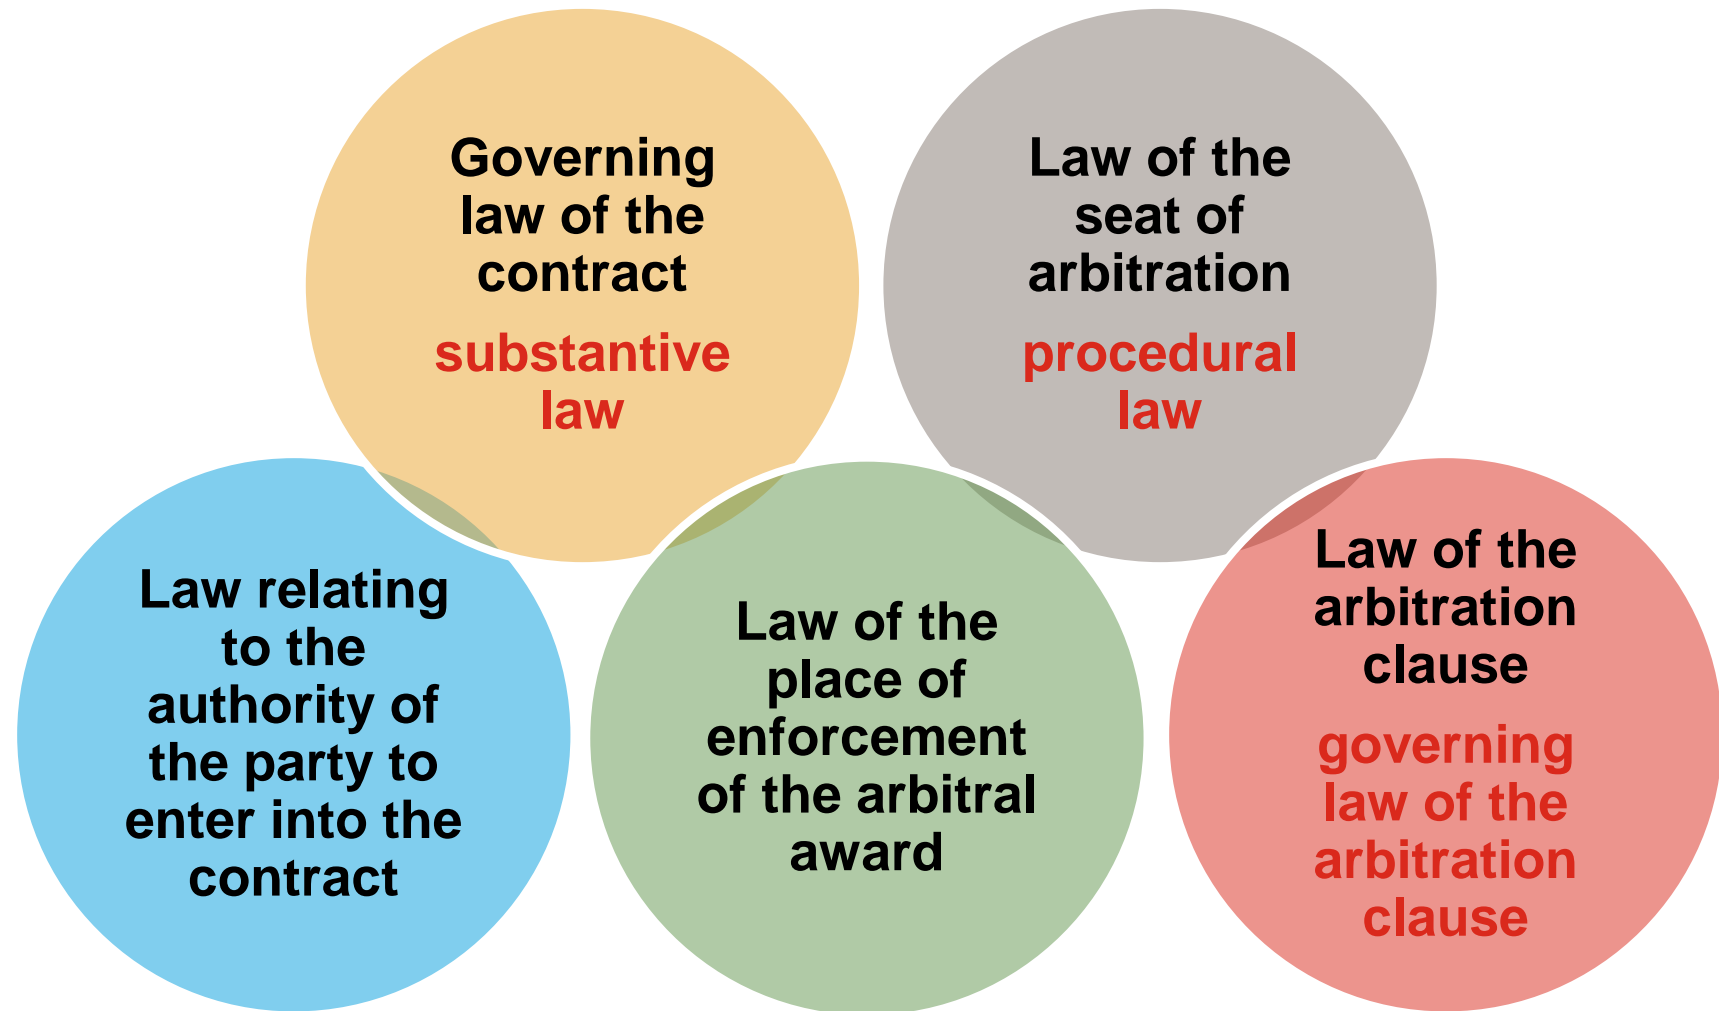 Governing
law of the
contract
substantive
law
Law of the
seat of
arbitration
procedural
law
Law relating
to the
authority of
the party to
enter into the
contract
Law of the
place of
enforcement
of the arbitral
award
Law of the
arbitration
clause
governing
law of the
arbitration
clause